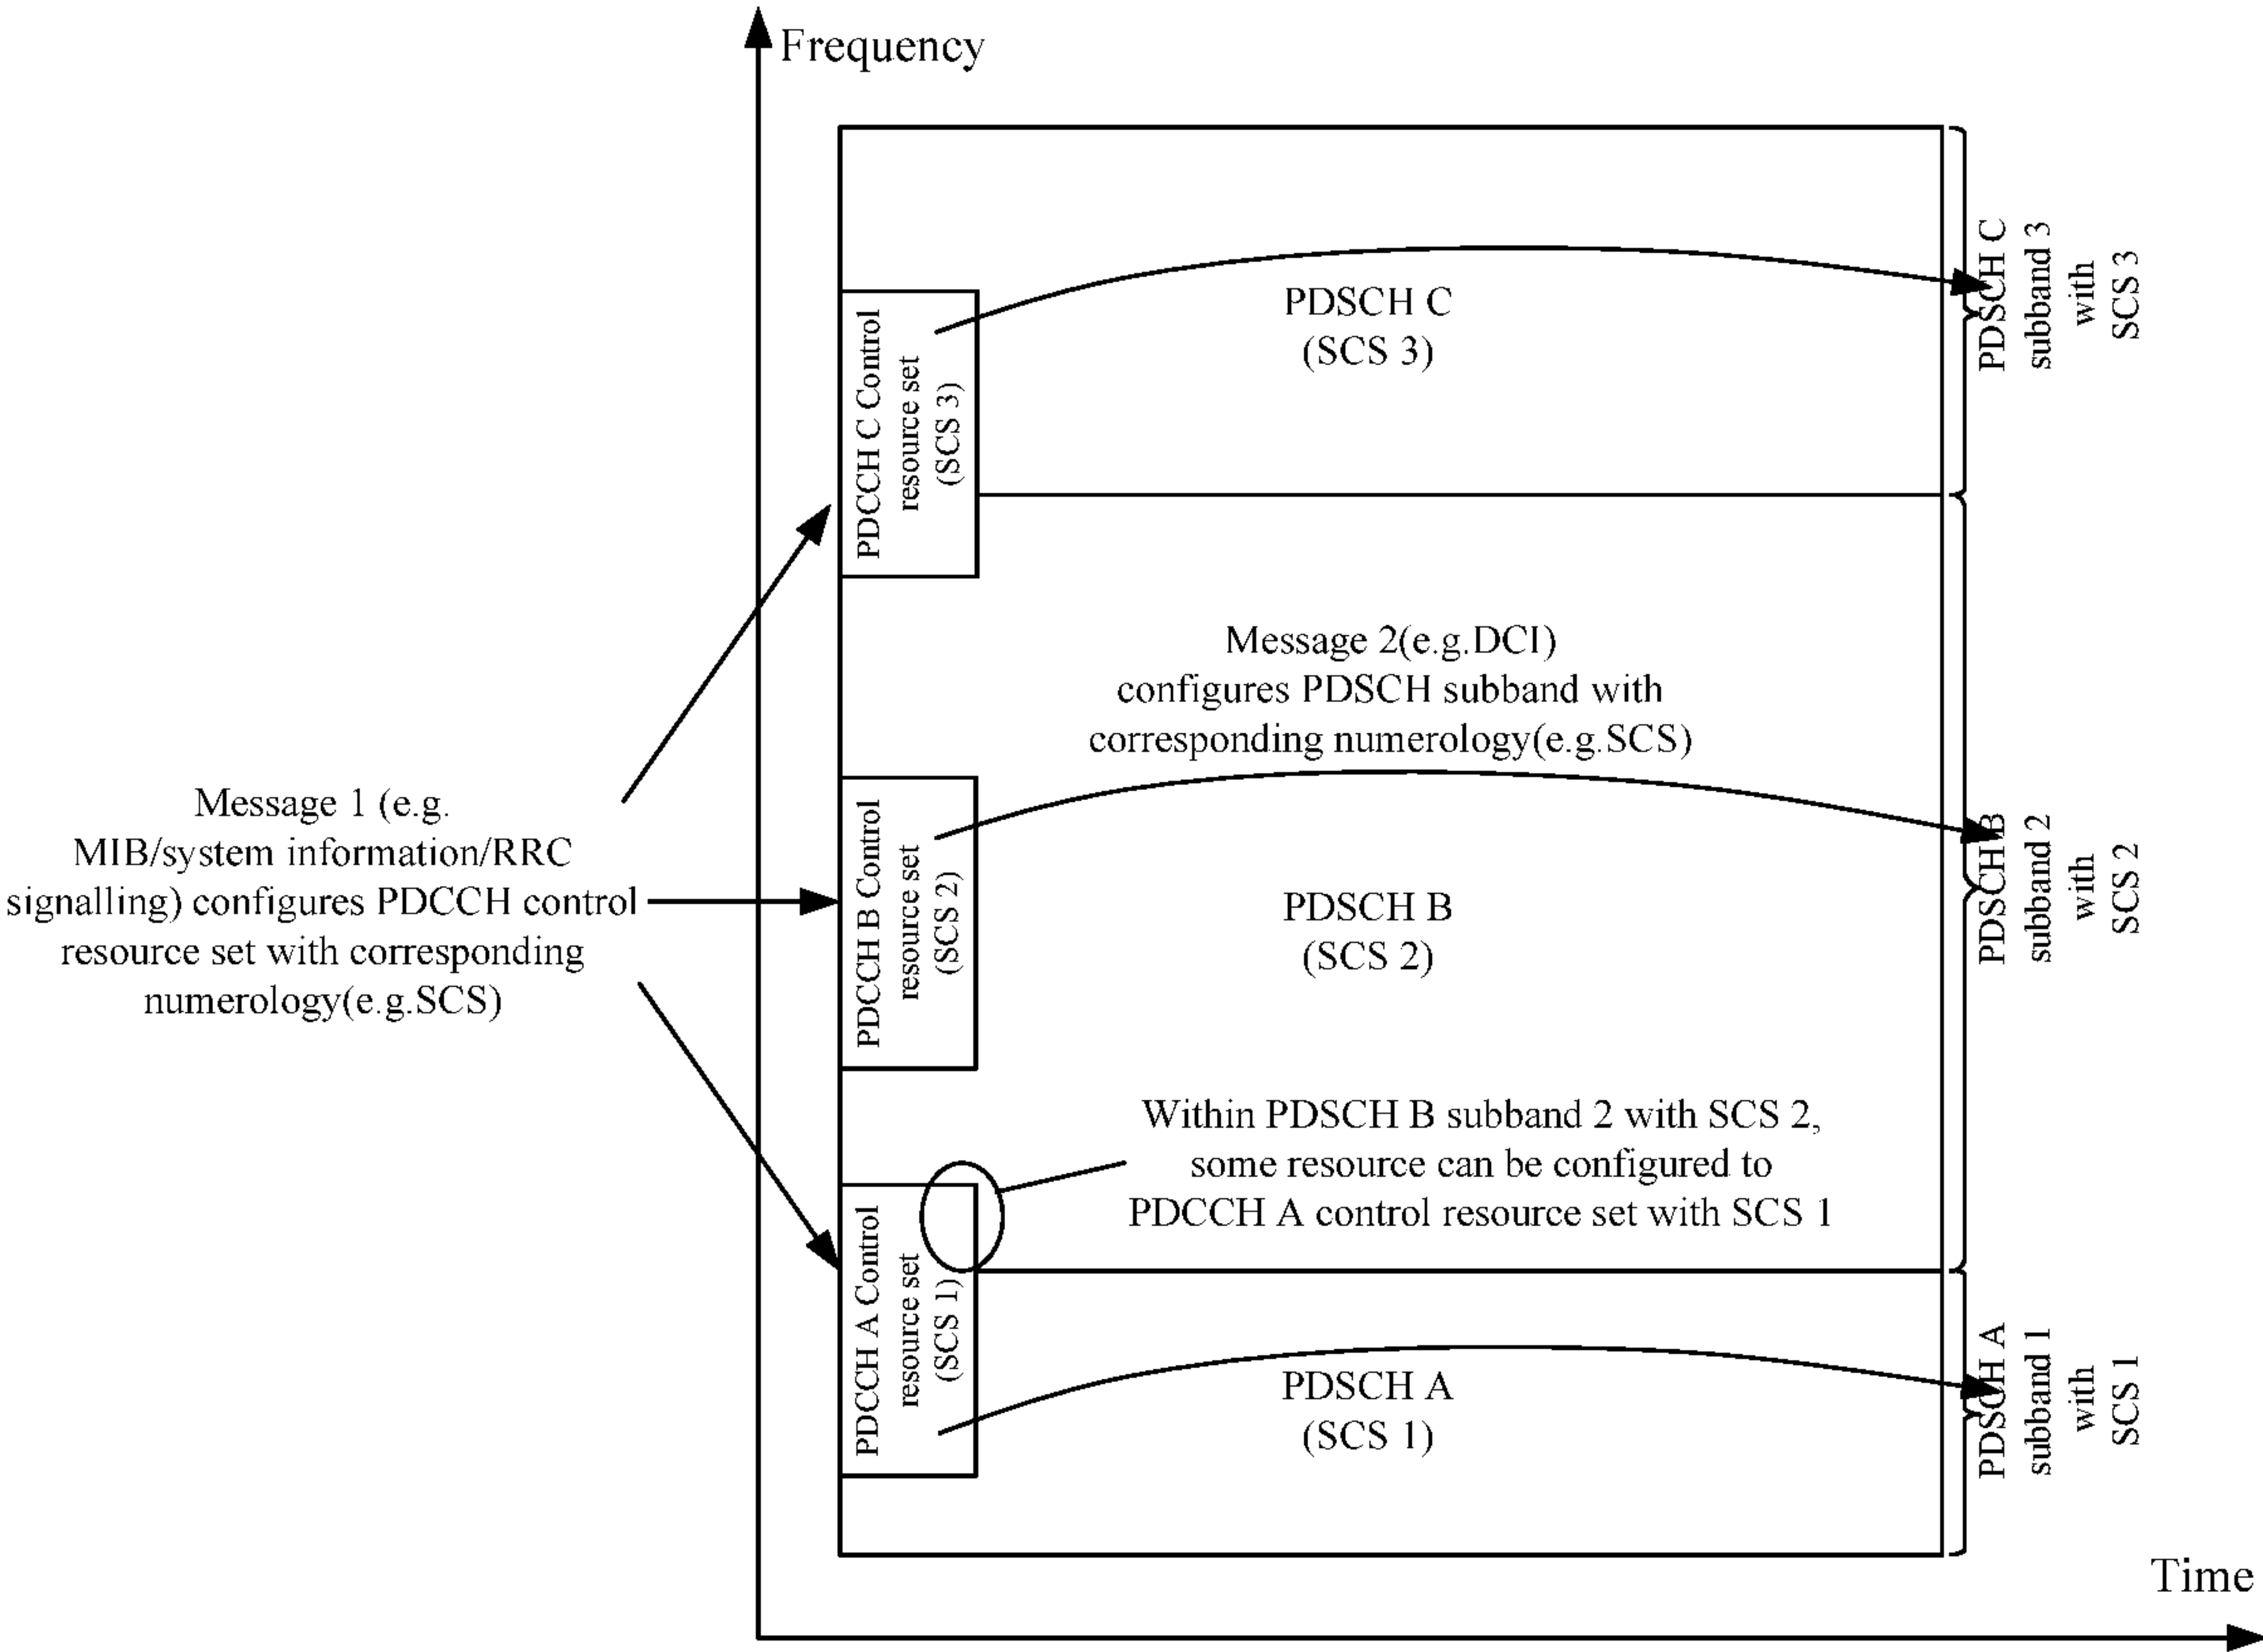 Frequency
PDSCH C
(SCS 3)
PDCCH C Control
resource set
(SCS 3)
PDSCH C
subband 3
with
SCS 3
Message 2(e.g.DCI)
configures PDSCH subband with
corresponding numerology(e.g.SCS)
Message 1 (e.g.
MIB/system information/RRC
signalling) configures PDCCH control
resource set with corresponding
numerology(e.g.SCS)
PDCCH B Control
resource set
(SCS 2)
PDSCH B
(SCS 2)
PDSCH B
subband 2
with
SCS 2
Within PDSCH B subband 2 with SCS 2,
some resource can be configured to
PDCCH A control resource set with SCS 1
PDCCH A Control
resource set
(SCS 1)
PDSCH A
(SCS 1)
PDSCH A
subband 1
with
SCS 1
Time